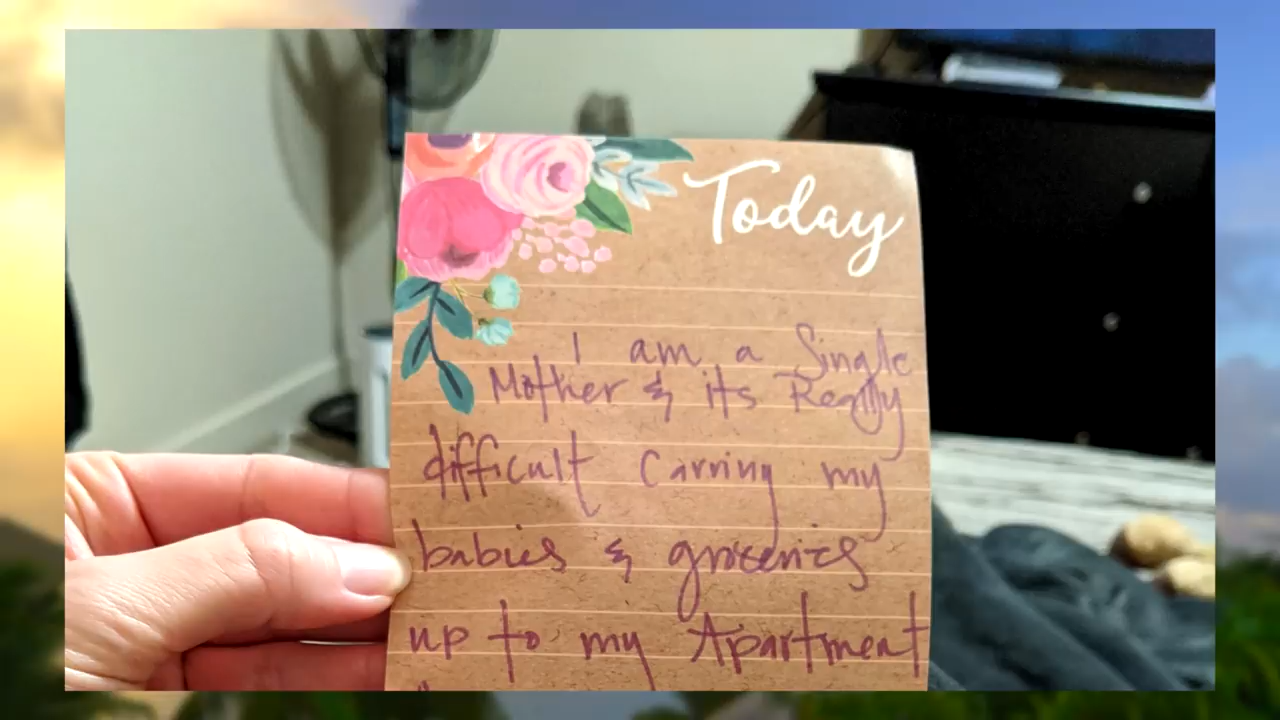 Today
I am a Single
Mother & its Really
difficult Carring my
babies & groceries
up to my Apartment